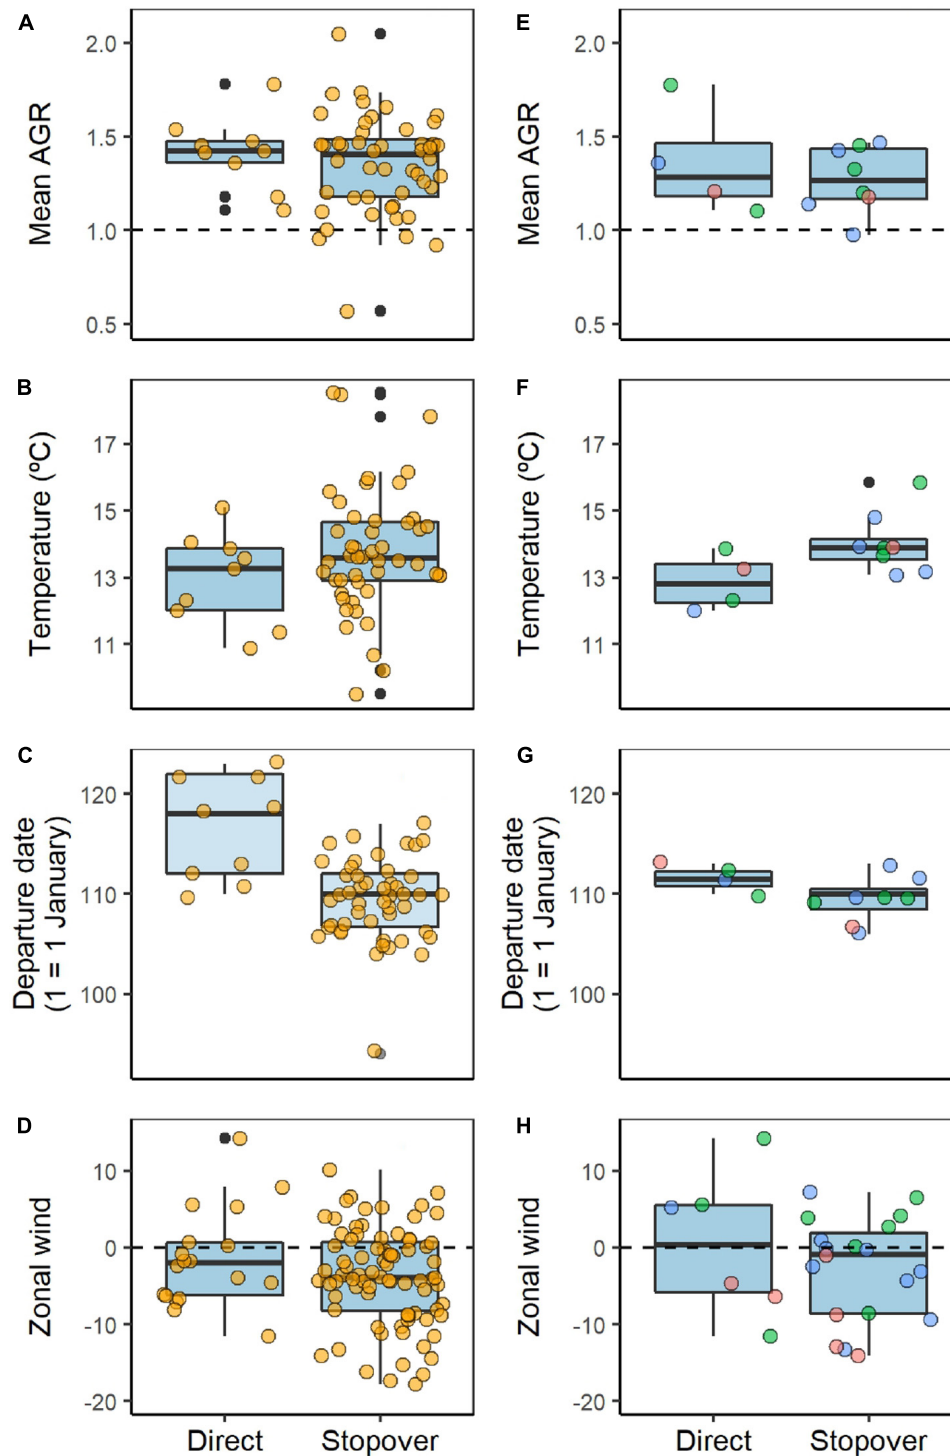 A
Mean AGR
2.0
1.5
1.0
0.5
E
Mean AGR
2.0
1.5
1.0
0.5
B
Temperature (ºC)
17
15
13
11
F
Temperature (ºC)
17
15
13
11
C
Departure date
(1 = 1 January)
120
110
100
G
Departure date
(1 = 1 January)
120
110
100
D
Zonal wind
10
0
-10
-20
Direct
Stopover
H
Zonal wind
10
0
-10
-20
Direct
Stopover